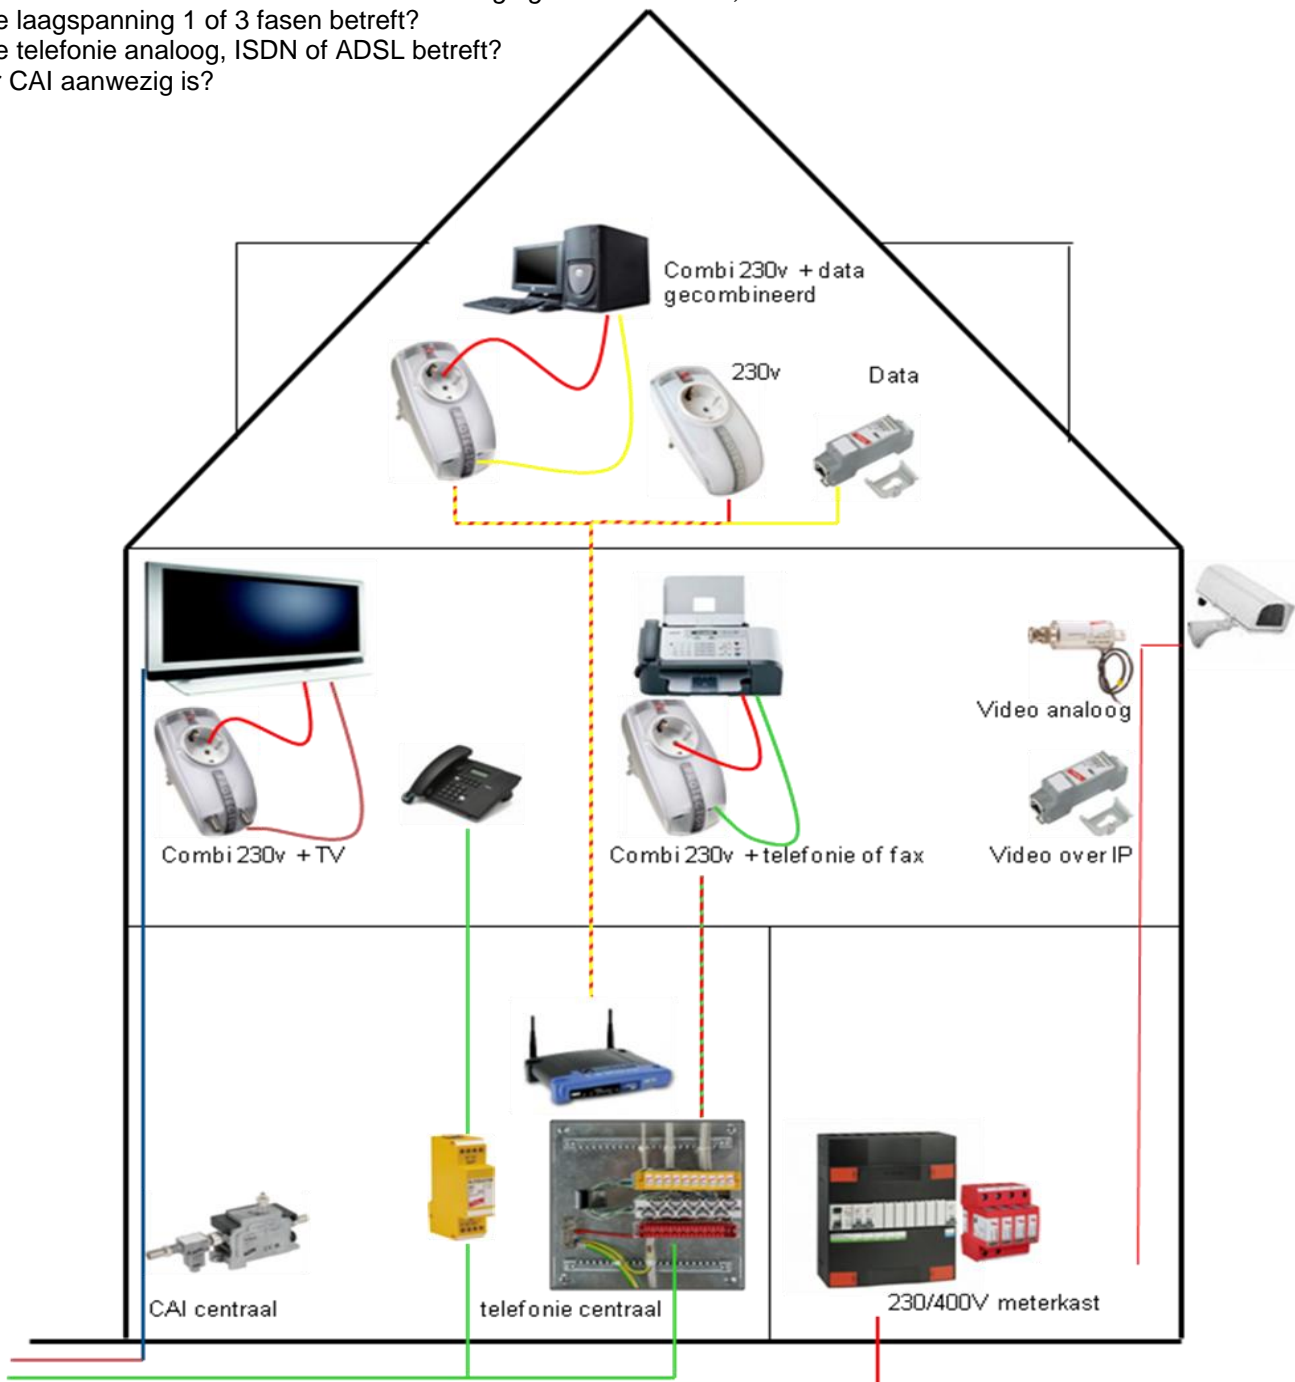 e laagspanning 1 of 3 fasen betreft?
e telefonie analoog, ISDN of ADSL betreft?
r CAI aanwezig is?
Combi 230v + data
gecombineerd
230v
Data
Video analoog
Combi 230v + TV
Combi 230v + telefonie of fax
Video over IP
CAI centraal
telefonie centraal
230/400V meterkast